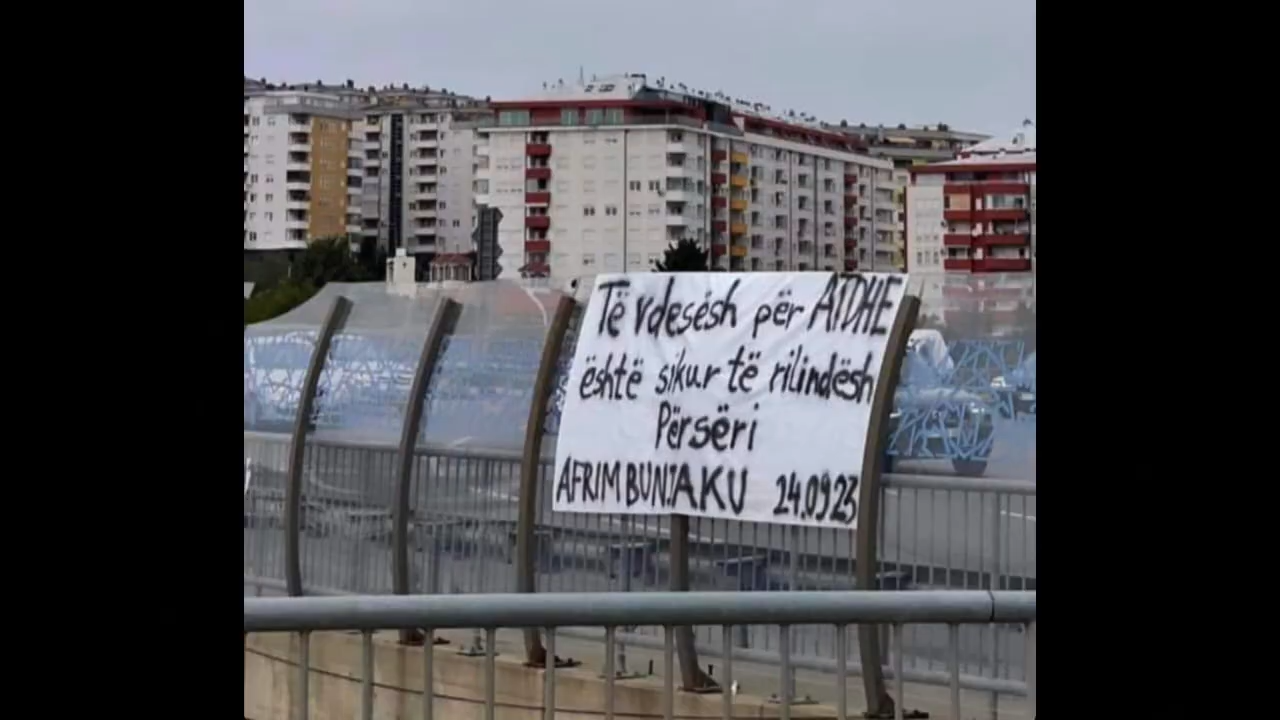 Të vdesësh për ATDHE
është sikur të rilindësh
Përsëri
AFRIM BUNJAKU 24.09.23